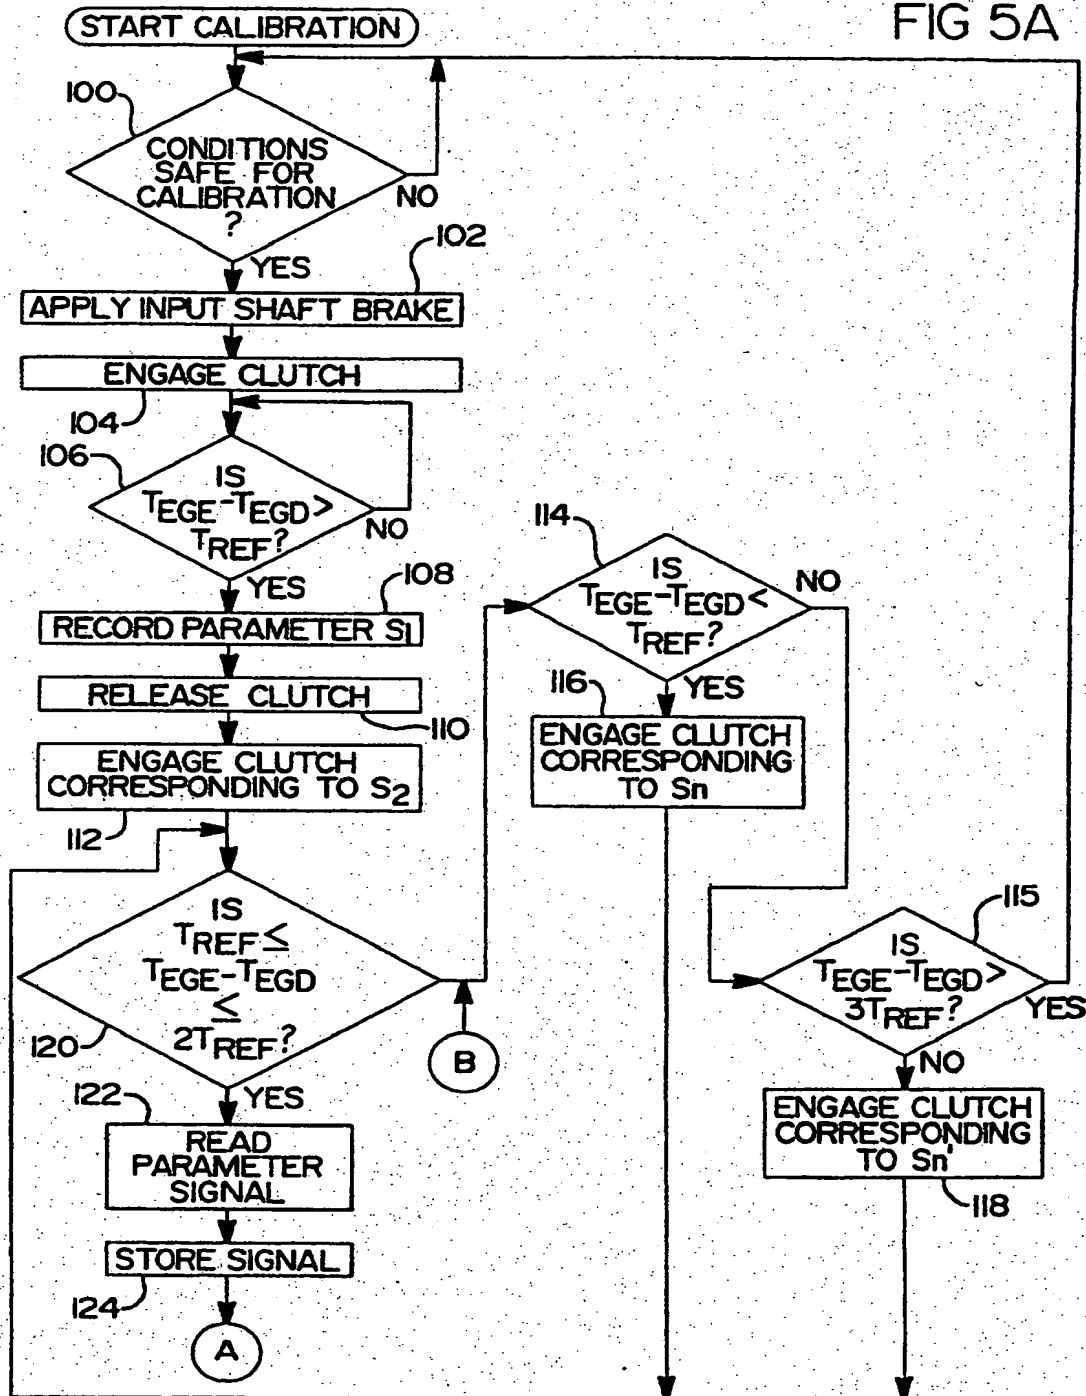 FIG 5A
START CALIBRATION
100
CONDITIONS
SAFE FOR
CALIBRATION
?
NO
YES
102
APPLY INPUT SHAFT BRAKE
ENGAGE CLUTCH
104
106
IS
TEGE-TEGD>
TREF?
NO
YES
108
RECORD PARAMETER S1
RELEASE CLUTCH
110
ENGAGE CLUTCH
CORRESPONDING TO S2
112
114
IS
TEGE-TEGD<
TREF?
NO
YES
116
ENGAGE CLUTCH
CORRESPONDING
TO Sn
115
IS
TEGE-TEGD>
3TREF?
YES
NO
ENGAGE CLUTCH
CORRESPONDING
TO Sn'
118
IS
TREF≤
TEGE-TEGD
≤
2TREF?
120
B
YES
122
READ
PARAMETER
SIGNAL
STORE SIGNAL
124
A